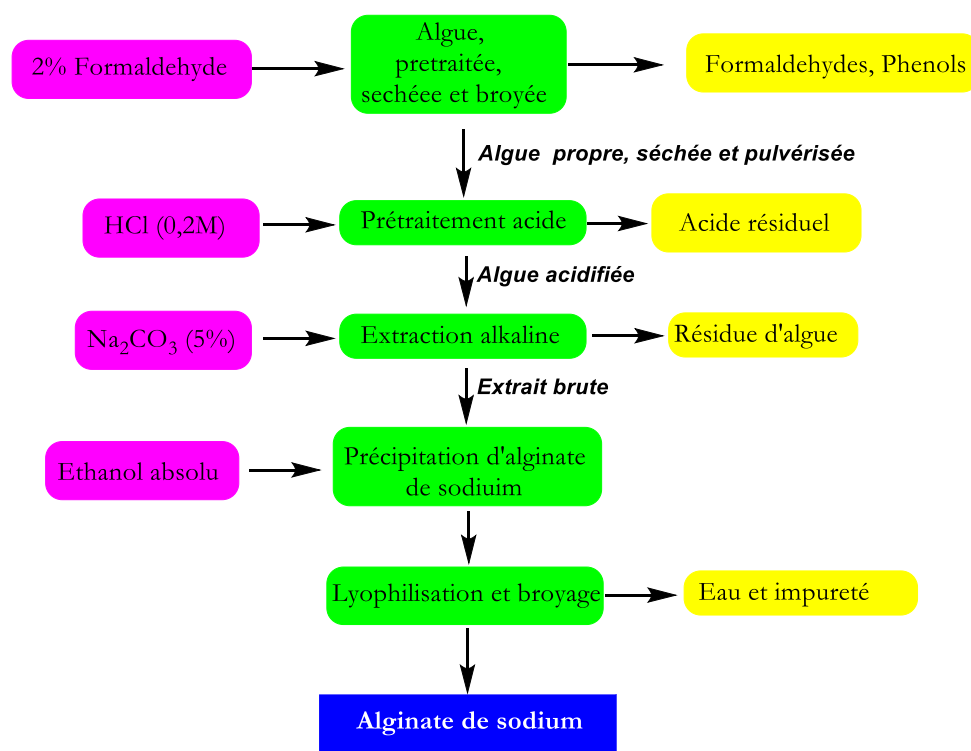 2% Formaldehyde
Algue,
pretraitée,
sechéee et broyée
Formaldehydes, Phenols
Algue propre, séchée et pulvérisée
HCl (0,2M)
Prétraitement acide
Acide résiduel
Algue acidifiée
Na₂CO₃ (5%)
Extraction alkaline
Résidue d'algue
Extrait brute
Ethanol absolu
Précipitation d'alginate
de sodiuim
Lyophilisation et broyage
Eau et impureté
Alginate de sodium